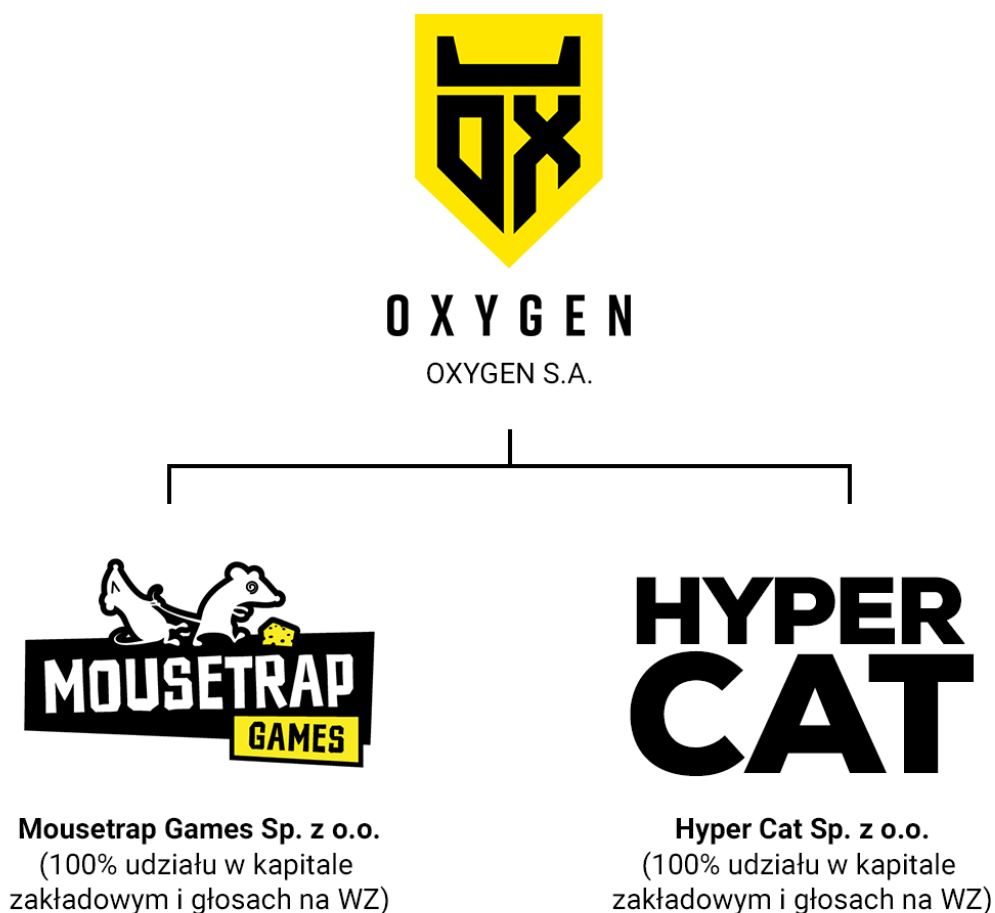 OX
OXYGEN
OXYGEN S.A.
MOUSETRAP
GAMES
Mousetrap Games Sp. z o.o.
(100% udziału w kapitale
zakładowym i głosach na WZ)
HYPER
CAT
Hyper Cat Sp. z o.o.
(100% udziału w kapitale
zakładowym i głosach na WZ)